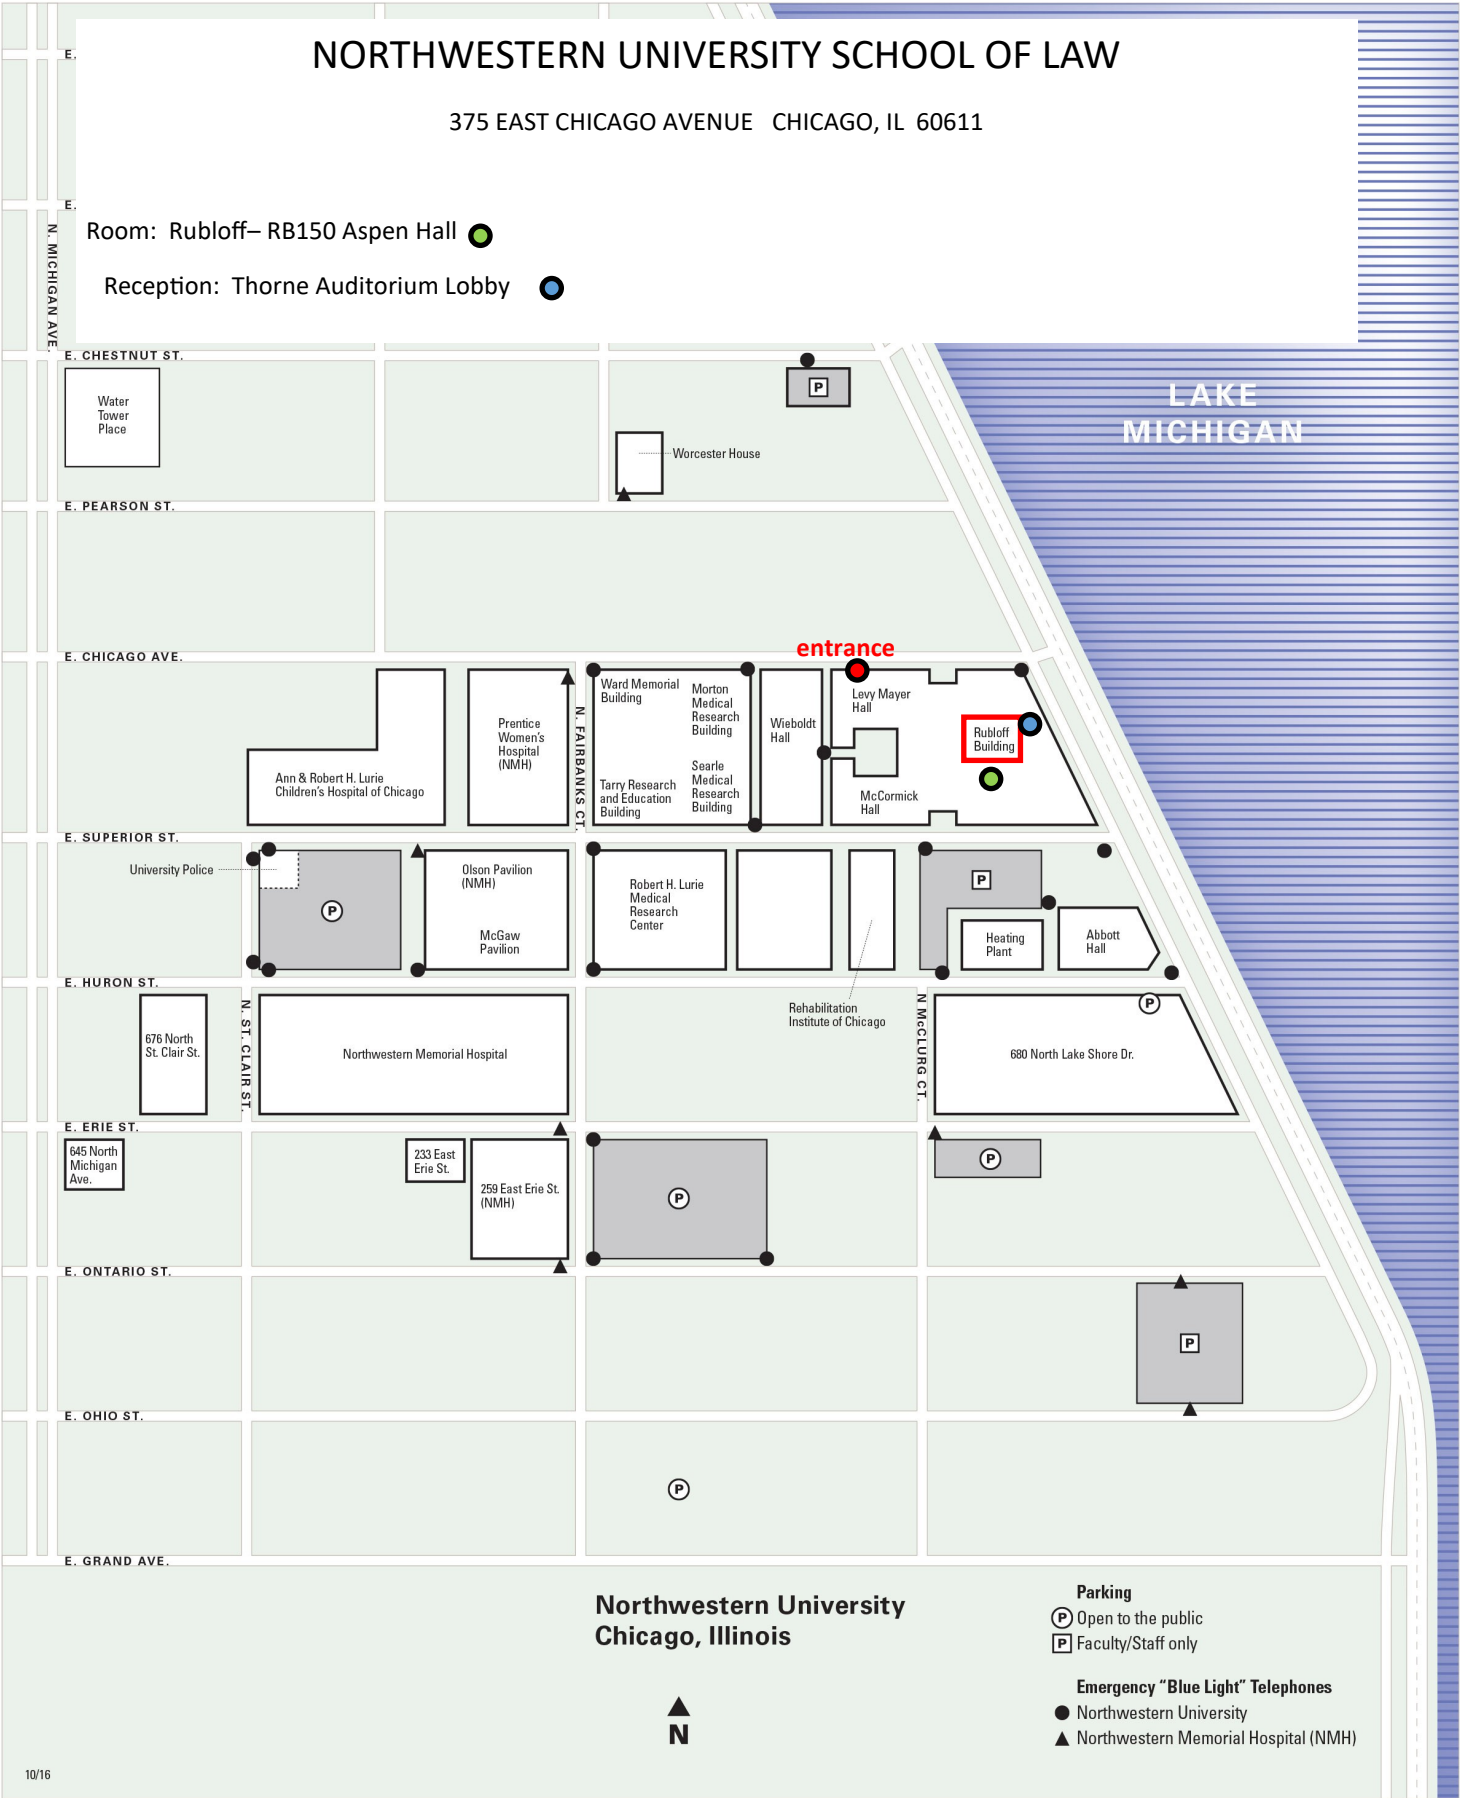 NORTHWESTERN UNIVERSITY SCHOOL OF LAW
375 EAST CHICAGO AVENUE   CHICAGO, IL  60611
E.
E.
Room:  Rubloff– RB150 Aspen Hall
Reception:  Thorne Auditorium Lobby
N. MICHIGAN AVE.
E. CHESTNUT ST.
Water
Tower
Place
P
LAKE
MICHIGAN
Worcester House
E. PEARSON ST.
E. CHICAGO AVE.
entrance
Ann & Robert H. Lurie
Children's Hospital of Chicago
Prentice
Women's
Hospital
(NMH)
N. FAIRBANKS CT.
Ward Memorial
Building
Morton
Medical
Research
Building
Tarry Research
and Education
Building
Searle
Medical
Research
Building
Wieboldt
Hall
Levy Mayer
Hall
McCormick
Hall
Rubloff
Building
E. SUPERIOR ST.
University Police
P
Olson Pavilion
(NMH)
McGaw
Pavilion
Robert H. Lurie
Medical
Research
Center
P
Heating
Plant
Abbott
Hall
E. HURON ST.
Rehabilitation
Institute of Chicago
676 North
St. Clair St.
N. ST. CLAIR ST.
Northwestern Memorial Hospital
N McCLURG CT.
P
680 North Lake Shore Dr.
E. ERIE ST.
645 North
Michigan
Ave.
233 East
Erie St.
259 East Erie St.
(NMH)
P
P
E. ONTARIO ST.
P
E. OHIO ST.
P
E. GRAND AVE.
Northwestern University
Chicago, Illinois
N
Parking
P Open to the public
P Faculty/Staff only
Emergency “Blue Light” Telephones
Northwestern University
Northwestern Memorial Hospital (NMH)
10/16